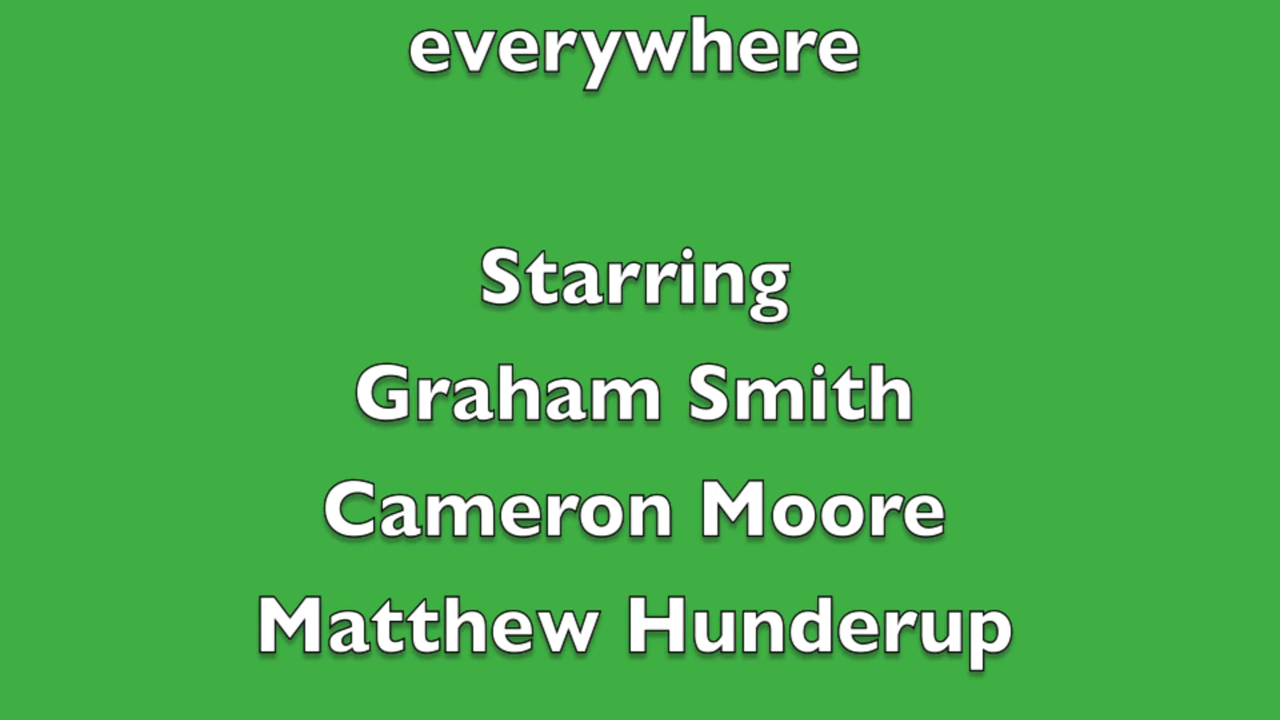 everywhere
Starring
Graham Smith
Cameron Moore
Matthew Hunderup